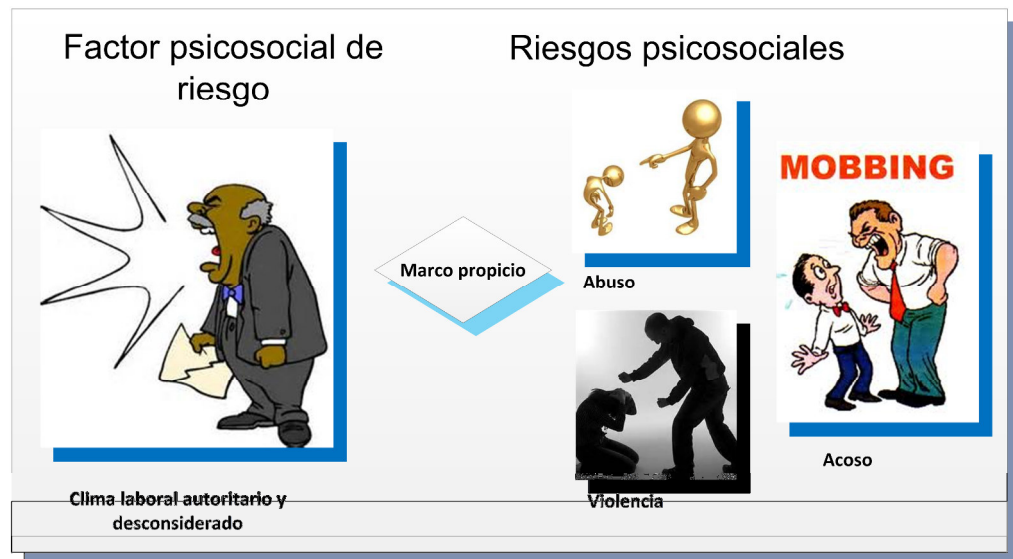 Factor psicosocial de
riesgo
Riesgos psicosociales
MOBBING
Marco propicio
Abuso
Acoso
Clima laboral autoritario y
desconsiderado
Violencia